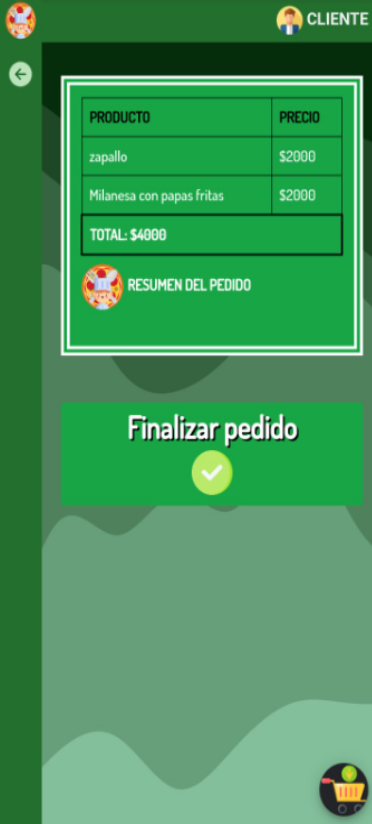 CLIENTE
PRODUCTO PRECIO
zapallo $2000
Milanesa con papas fritas $2000
TOTAL: $4000
RESUMEN DEL PEDIDO
Finalizar pedido